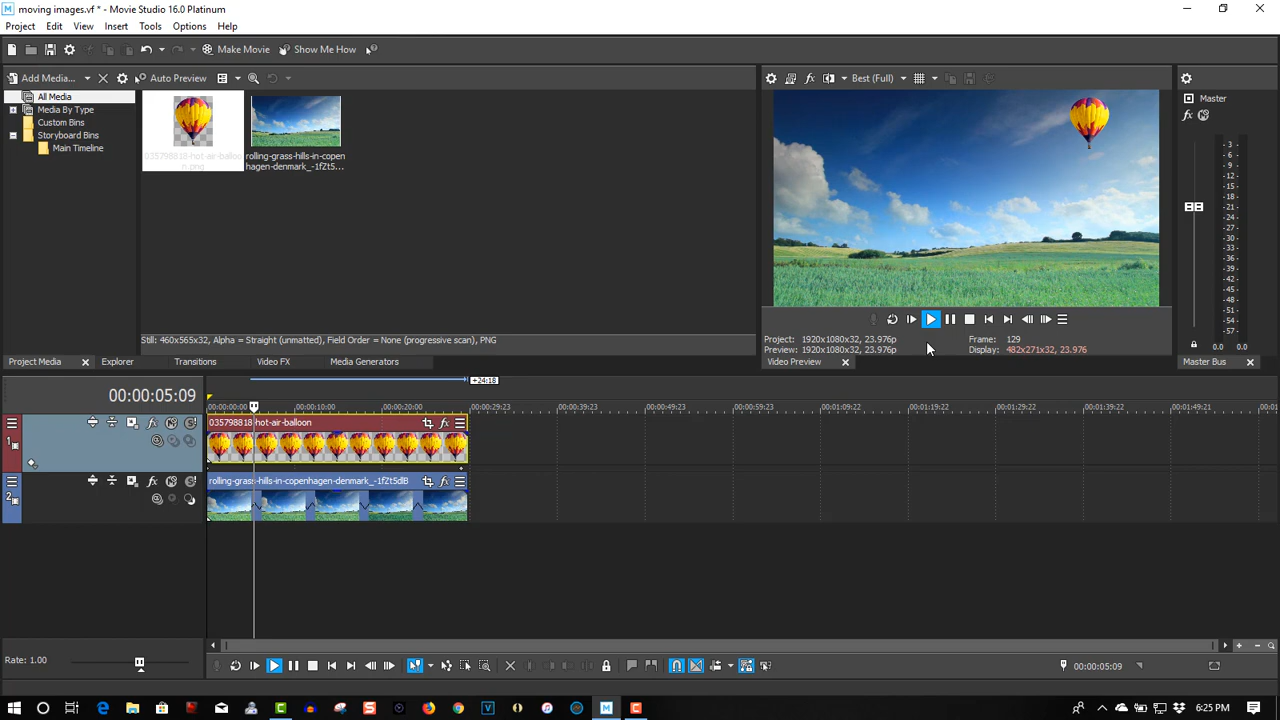 moving images.vf * - Movie Studio 16.0 Platinum
Project Edit View Insert Tools Options Help
Make Movie Show Me How
Add Media... Auto Preview
All Media
Media By Type
Custom Bins
Storyboard Bins
Main Timeline
035798818-hot-air-balloo
n.png
rolling-grass-hills-in-copen
hagen-denmark_-1fZt5...
Still: 460x565x32, Alpha = Straight (unmatted), Field Order = None (progressive scan), PNG
Project Media Explorer Transitions Video FX Media Generators
Best (Full)
Project: 1920x1080x32, 23.976p Frame: 129
Preview: 1920x1080x32, 23.976p Display: 482x271x32, 23.976
Video Preview
Master
-3
-6
-9
-12
-15
-18
-21
-24
-27
-30
-33
-36
-39
-42
-45
-48
-51
-54
-57
0.0 0.0
Master Bus
00:00:05:09
+24:18
00:00:00:00 00:00:10:00 00:00:20:00 00:00:29:23 00:00:39:23 00:00:49:23 00:00:59:23 00:01:09:22 00:01:19:22 00:01:29:22 00:01:39:22 00:01:49:21 00:0
1
035798818-hot-air-balloon
2
rolling-grass-hills-in-copenhagen-denmark_-1fZt5dlB
Rate: 1.00
00:00:05:09
6:25 PM